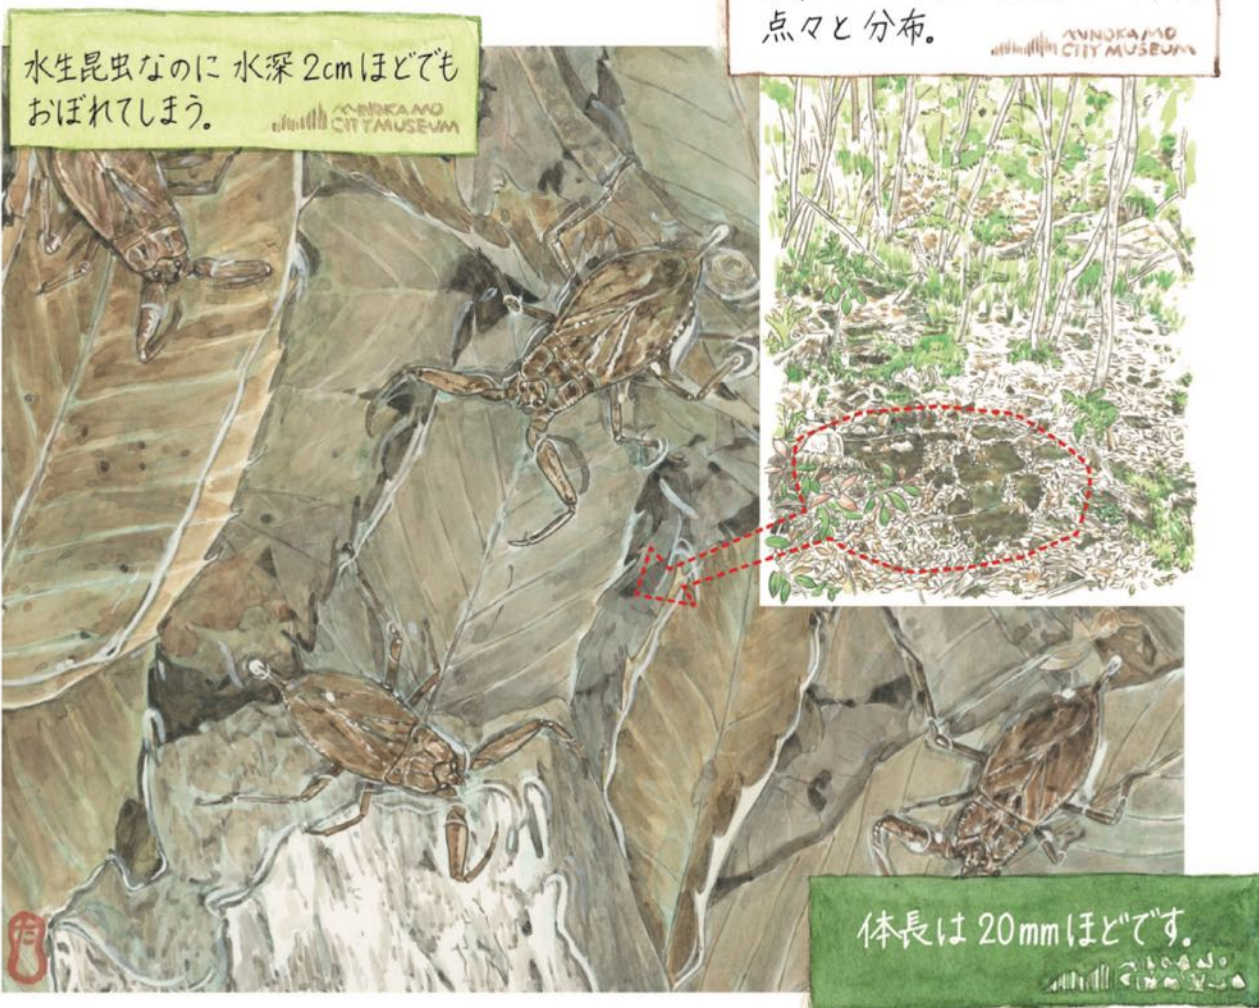 点々と分布。
MINOKAMO
CITY MUSEUM
水生昆虫なのに 水深2cmほどでも
おぼれてしまう。
MINOKAMO
CITY MUSEUM
体長は20mmほどです。